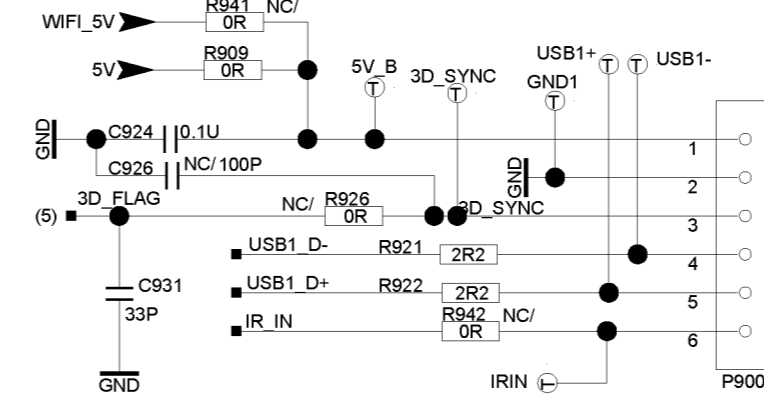 R941 NC/
WIFI_5V 0R
R909
5V 0R
5V_B 3D_SYNC USB1+ USB1-
GND1
T T T T T
GND C924 0.1U 1
C926 NC/ 100P GND 2
3D_FLAG NC/ R926 3D_SYNC
(5) 0R 3
USB1_D- R921 2R2 4
C931 USB1_D+ R922 2R2 5
33P R942 NC/
IR_IN 0R 6
GND IRIN T P900